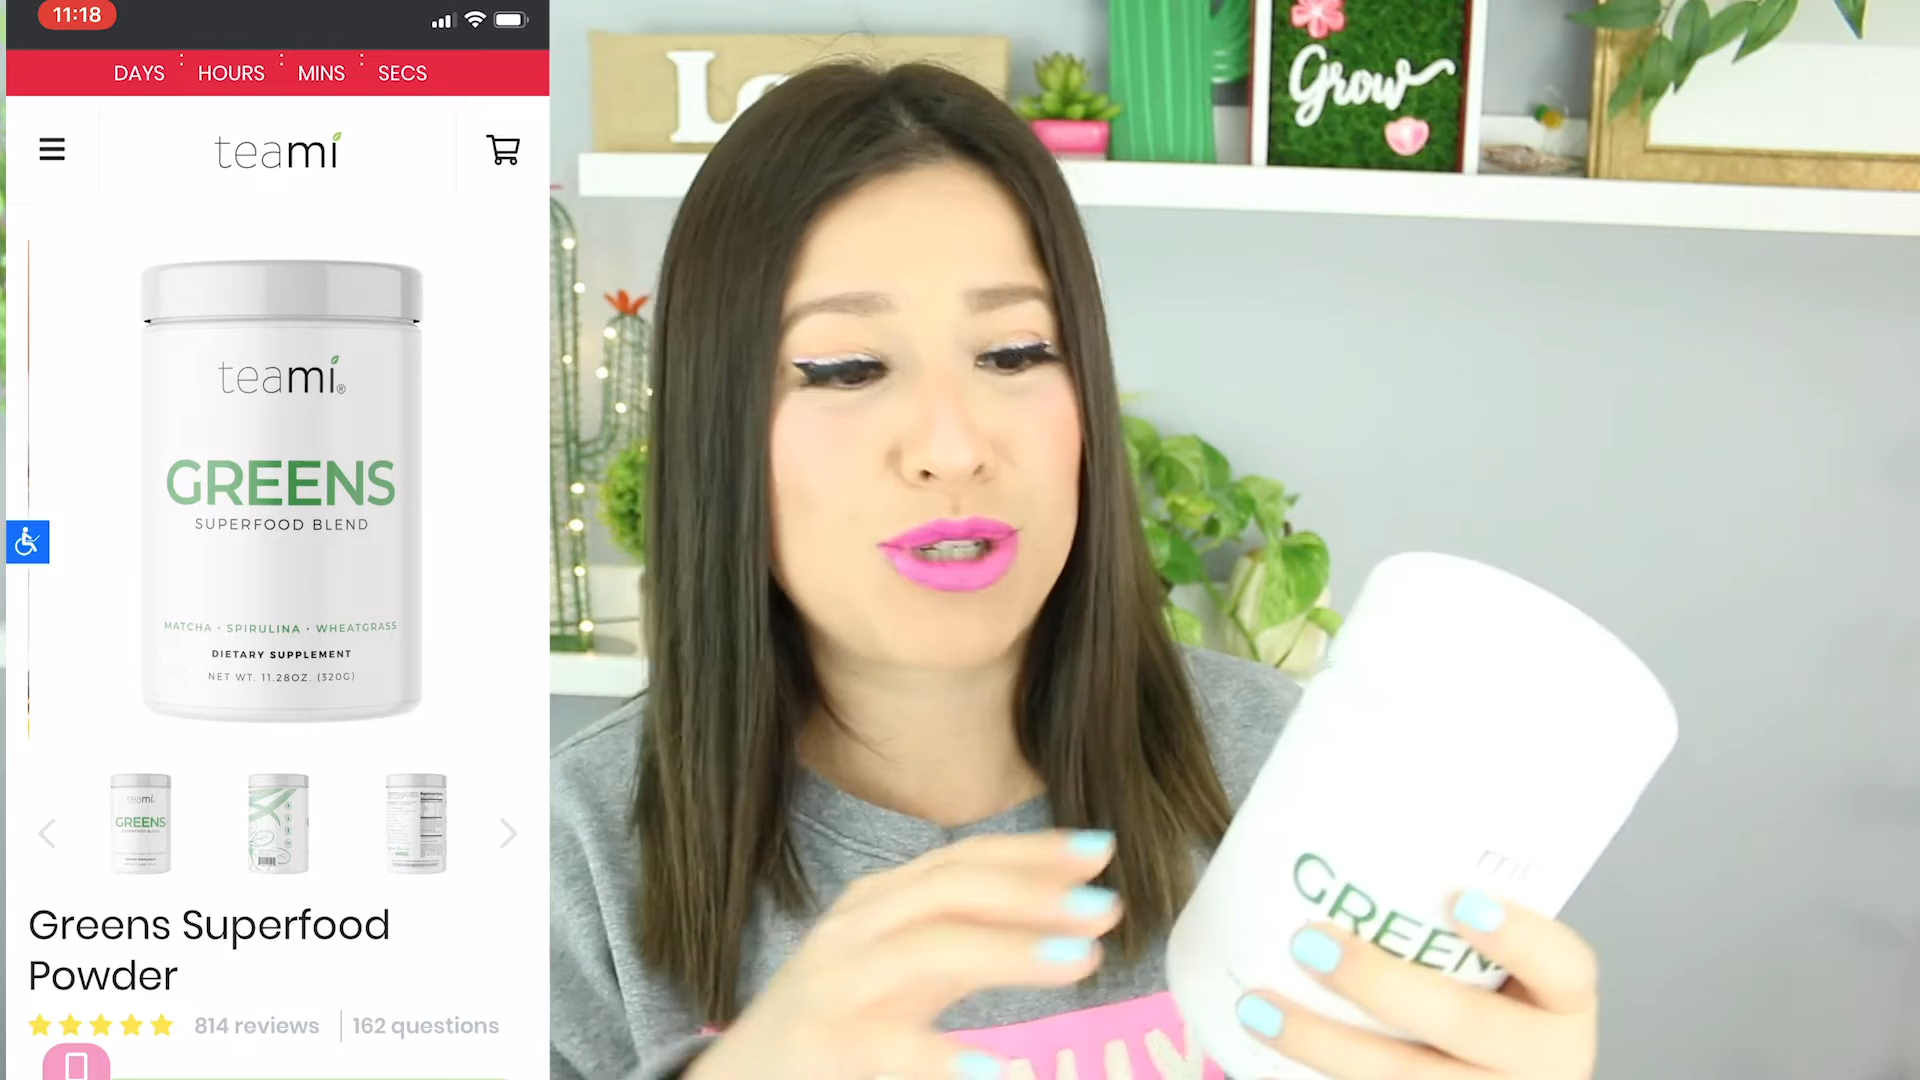 11:18
DAYS : HOURS : MINS : SECS
teami
teami®
GREENS
SUPERFOOD BLEND
MATCHA • SPIRULINA • WHEATGRASS
DIETARY SUPPLEMENT
NET WT. 11.28OZ. (320G)
teami.
GREENS
Greens Superfood
Powder
814 reviews | 162 questions
Grow
GREEN